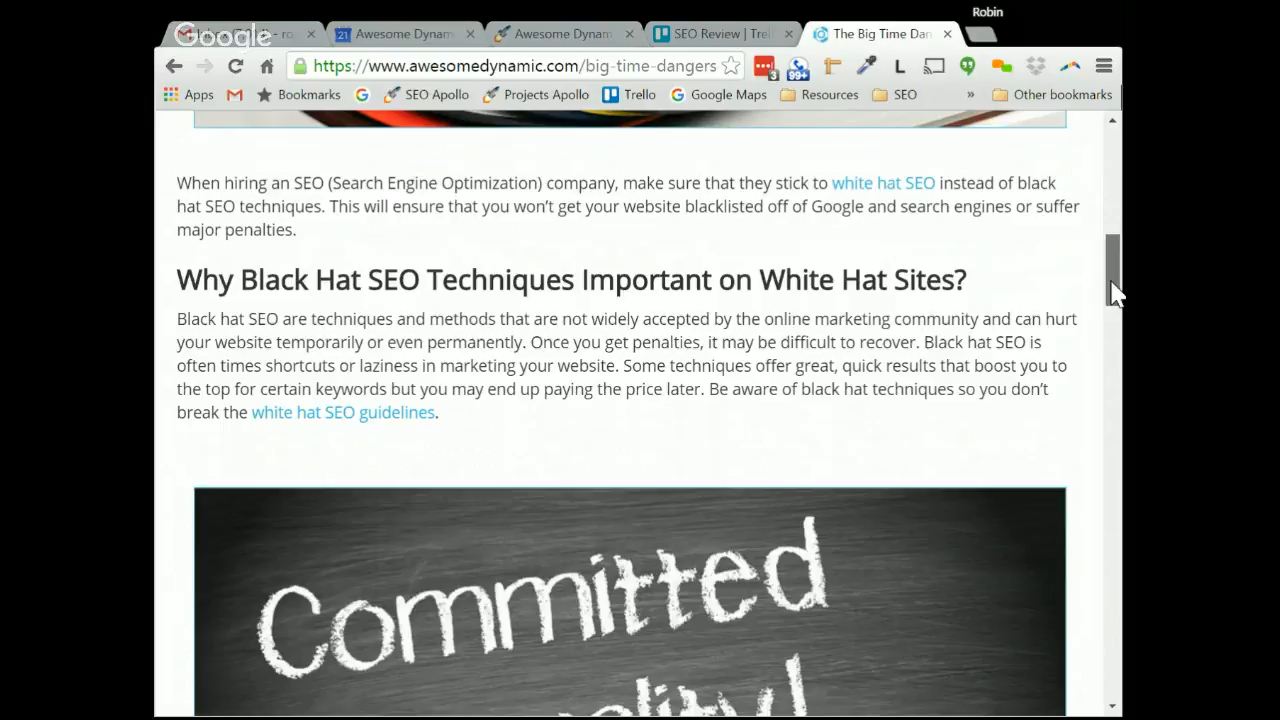 Robin
Google
Awesome Dynam
Awesome Dynam
SEO Review | Trel
The Big Time Dan
https://www.awesomedynamic.com/big-time-dangers
Apps
Bookmarks
SEO Apollo
Projects Apollo
Trello
Google Maps
Resources
SEO
»
Other bookmarks
3
99+
L
21
When hiring an SEO (Search Engine Optimization) company, make sure that they stick to white hat SEO instead of black
hat SEO techniques. This will ensure that you won't get your website blacklisted off of Google and search engines or suffer
major penalties.
Why Black Hat SEO Techniques Important on White Hat Sites?
Black hat SEO are techniques and methods that are not widely accepted by the online marketing community and can hurt
your website temporarily or even permanently. Once you get penalties, it may be difficult to recover. Black hat SEO is
often times shortcuts or laziness in marketing your website. Some techniques offer great, quick results that boost you to
the top for certain keywords but you may end up paying the price later. Be aware of black hat techniques so you don't
break the white hat SEO guidelines.
Committed